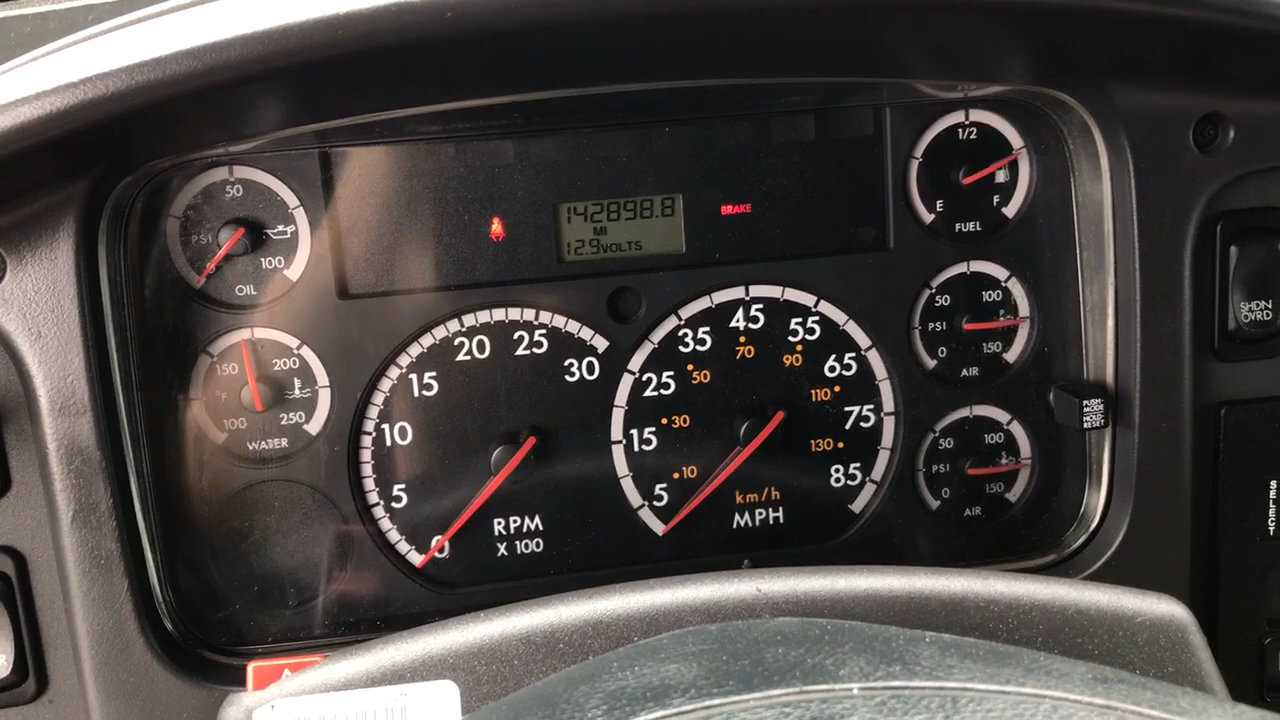 50
PSI
0
100
OIL
150
200
°F
100
250
WATER
142898.8
MI
12.9VOLTS
BRAKE
0
5
10
15
20
25
30
RPM
X 100
5
15
25
35
45
55
65
75
85
10
30
50
70
90
110
130
km/h
MPH
1/2
E
F
FUEL
50
100
PSI
0
150
AIR
50
100
PSI
0
150
AIR
PUSH-
MODE
HOLD-
RESET
SHDN
OVRD
SELECT